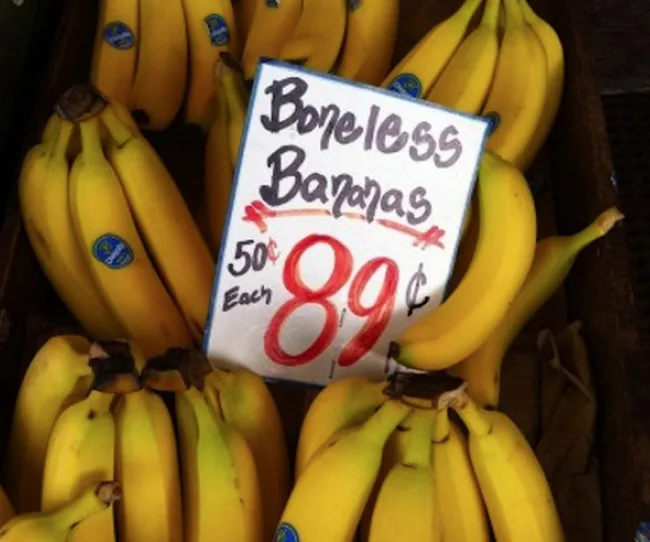 Boneless
Bananas
50¢
Each
89¢